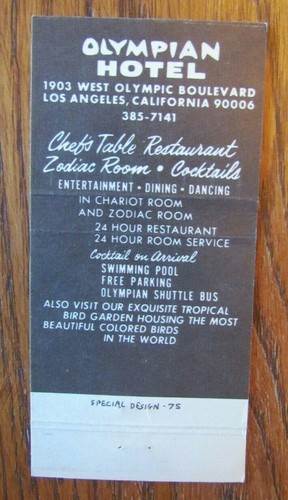 OLYMPIAN
HOTEL
1903 WEST OLYMPIC BOULEVARD
LOS ANGELES, CALIFORNIA 90006
385-7141
Chef's Table Restaurant
Zodiac Room • Cocktails
ENTERTAINMENT • DINING • DANCING
IN CHARIOT ROOM
AND ZODIAC ROOM
24 HOUR RESTAURANT
24 HOUR ROOM SERVICE
Cocktail on Arrival
SWIMMING POOL
FREE PARKING
OLYMPIAN SHUTTLE BUS
ALSO VISIT OUR EXQUISITE TROPICAL
BIRD GARDEN HOUSING THE MOST
BEAUTIFUL COLORED BIRDS
IN THE WORLD
SPECIAL DESIGN - 75